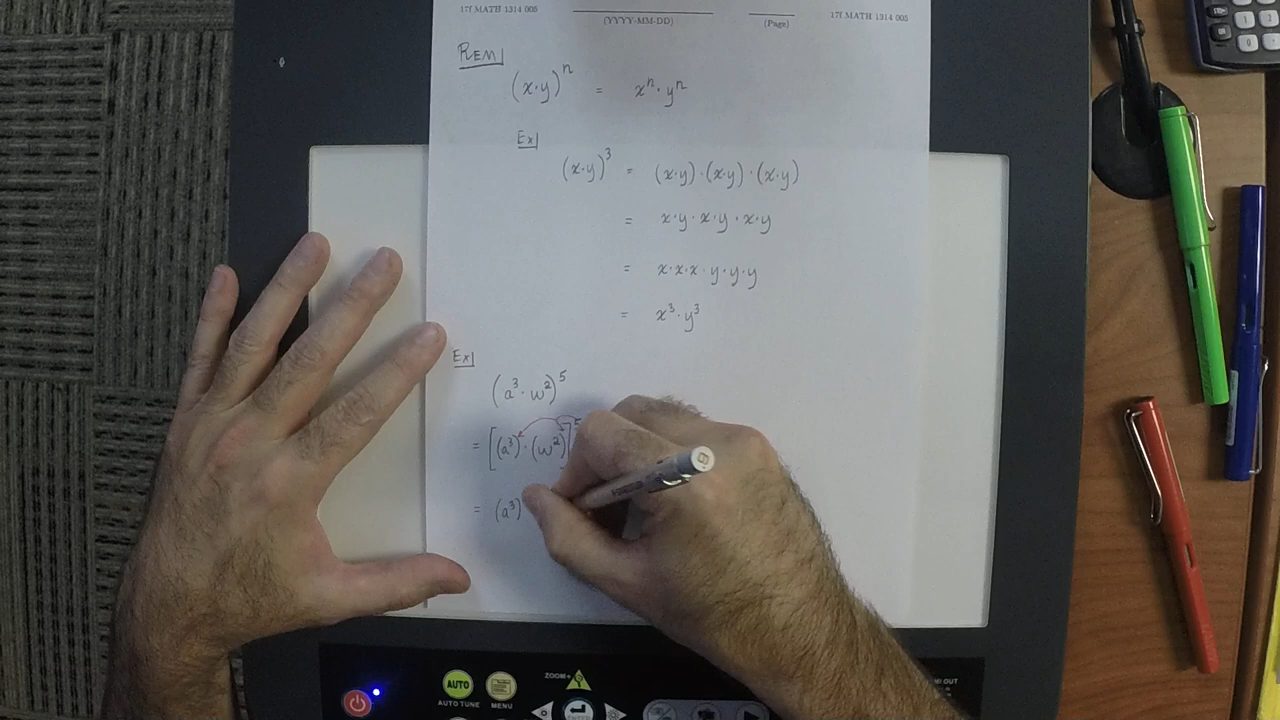 17f MATH 1314 005 (YYYY-MM-DD) (Page) 17f MATH 1314 005
REM
(x·y)ⁿ = xⁿ·yⁿ
Ex
(x·y)³ = (x·y)·(x·y)·(x·y)
= x·y·x·y·x·y
= x·x·x·y·y·y
= x³·y³
Ex
(a³·w²)⁵
= [(a³)·(w²)]⁵
= (a³)
ZOOM+
AUTO
AUTO TUNE MENU